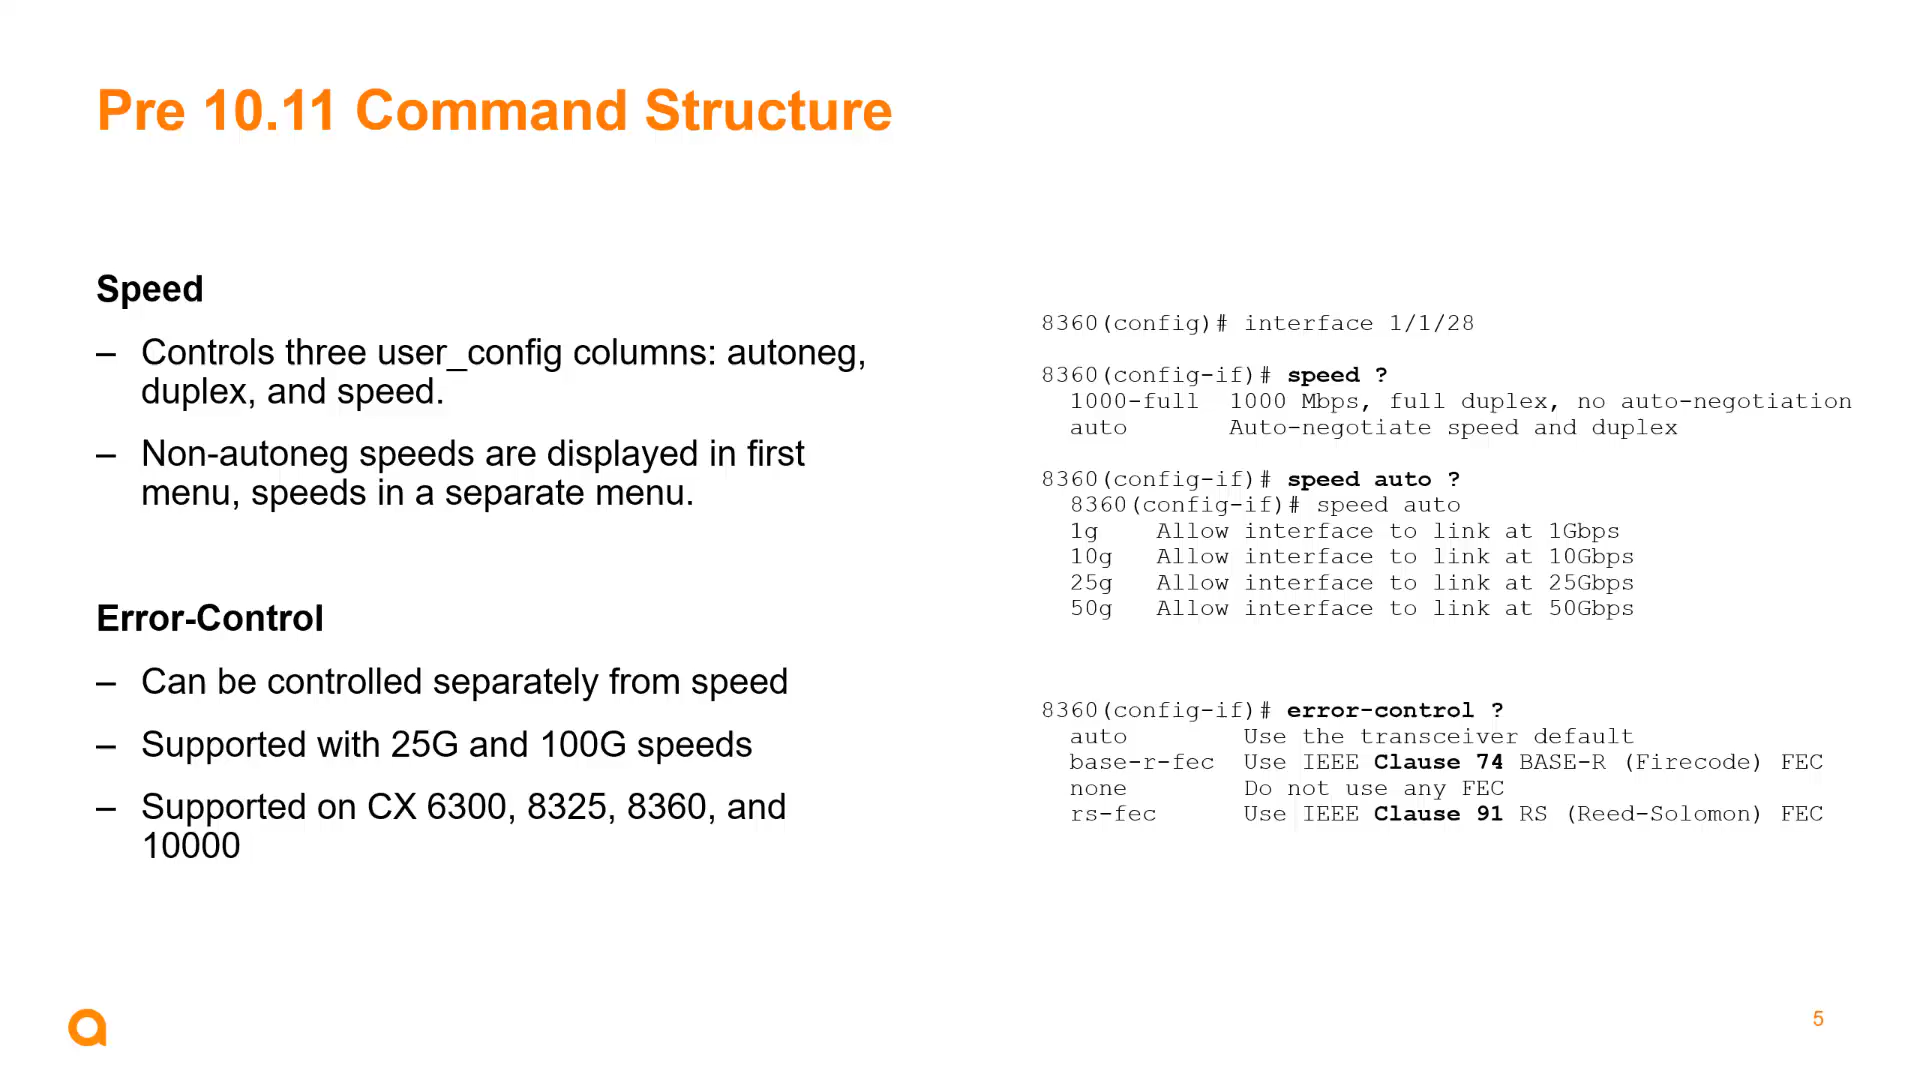 Pre 10.11 Command Structure
Speed
– Controls three user_config columns: autoneg,
duplex, and speed.
– Non-autoneg speeds are displayed in first
menu, speeds in a separate menu.
Error-Control
– Can be controlled separately from speed
– Supported with 25G and 100G speeds
– Supported on CX 6300, 8325, 8360, and
10000
8360(config)# interface 1/1/28
8360(config-if)# speed ?
1000-full  1000 Mbps, full duplex, no auto-negotiation
auto       Auto-negotiate speed and duplex
8360(config-if)# speed auto ?
8360(config-if)# speed auto
1g    Allow interface to link at 1Gbps
10g   Allow interface to link at 10Gbps
25g   Allow interface to link at 25Gbps
50g   Allow interface to link at 50Gbps
8360(config-if)# error-control ?
auto        Use the transceiver default
base-r-fec  Use IEEE Clause 74 BASE-R (Firecode) FEC
none        Do not use any FEC
rs-fec      Use IEEE Clause 91 RS (Reed-Solomon) FEC
5